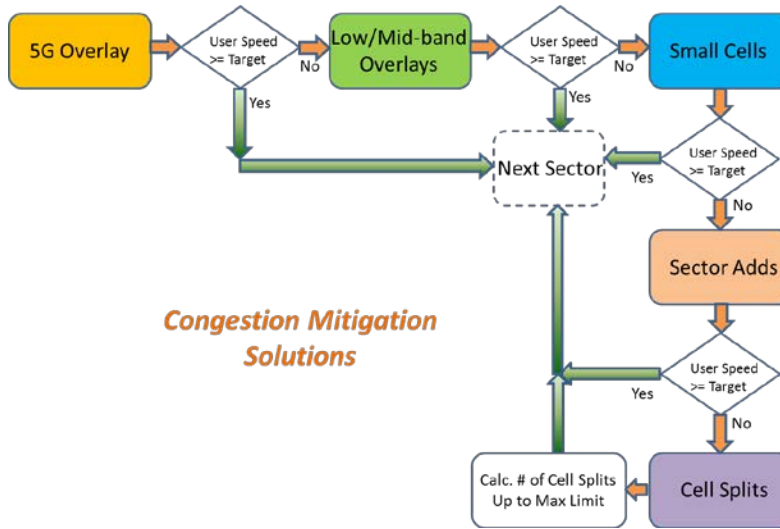 5G Overlay
User Speed
>= Target
No
Yes
Low/Mid-band
Overlays
User Speed
>= Target
No
Yes
Small Cells
User Speed
>= Target
Yes
No
Next Sector
Sector Adds
Congestion Mitigation
Solutions
User Speed
>= Target
Yes
No
Cell Splits
Calc. # of Cell Splits
Up to Max Limit